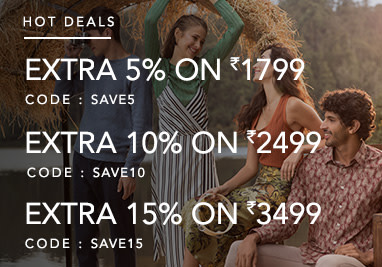 HOT DEALS
EXTRA 5% ON ₹1799
CODE : SAVE5
EXTRA 10% ON ₹2499
CODE : SAVE10
EXTRA 15% ON ₹3499
CODE : SAVE15